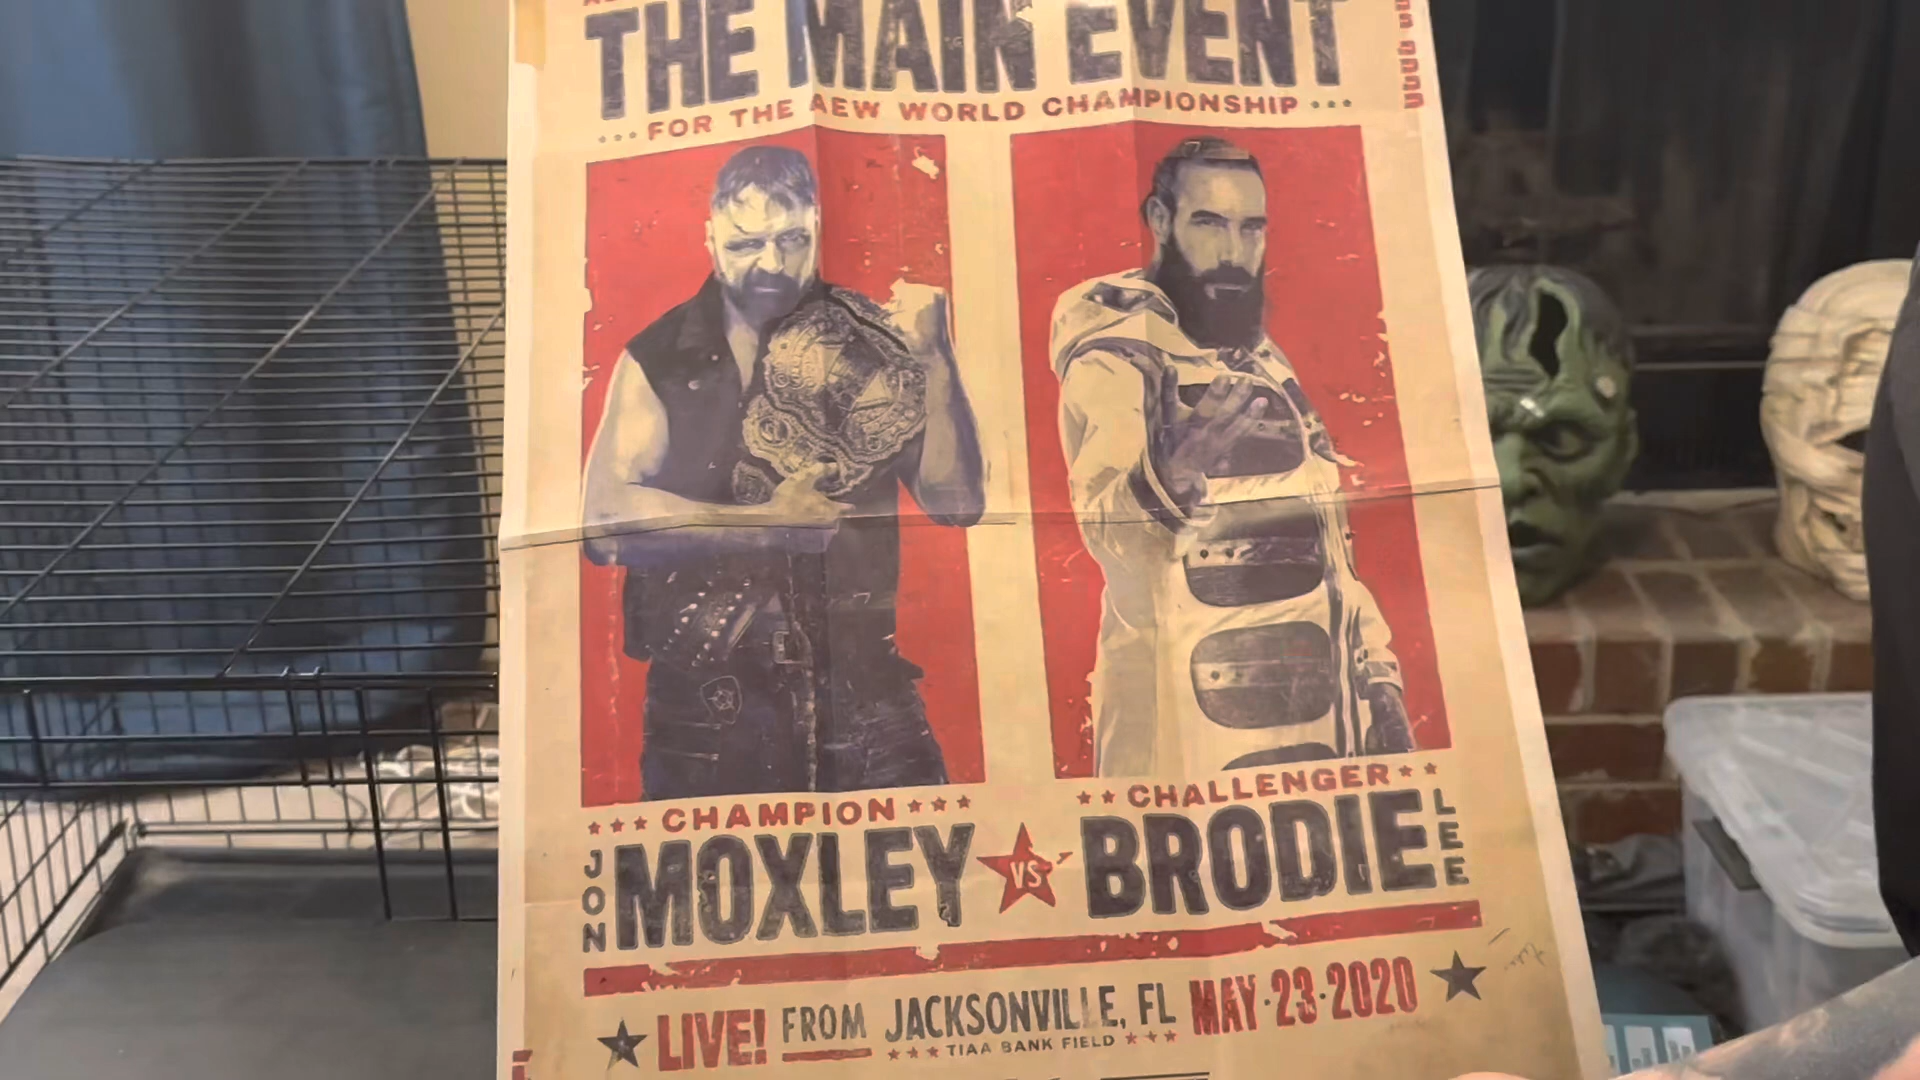 THE MAIN EVENT
FOR THE AEW WORLD CHAMPIONSHIP
CHAMPION
JON MOXLEY
VS
CHALLENGER
BRODIE LEE
LIVE! FROM JACKSONVILLE, FL MAY·23·2020
TIAA BANK FIELD